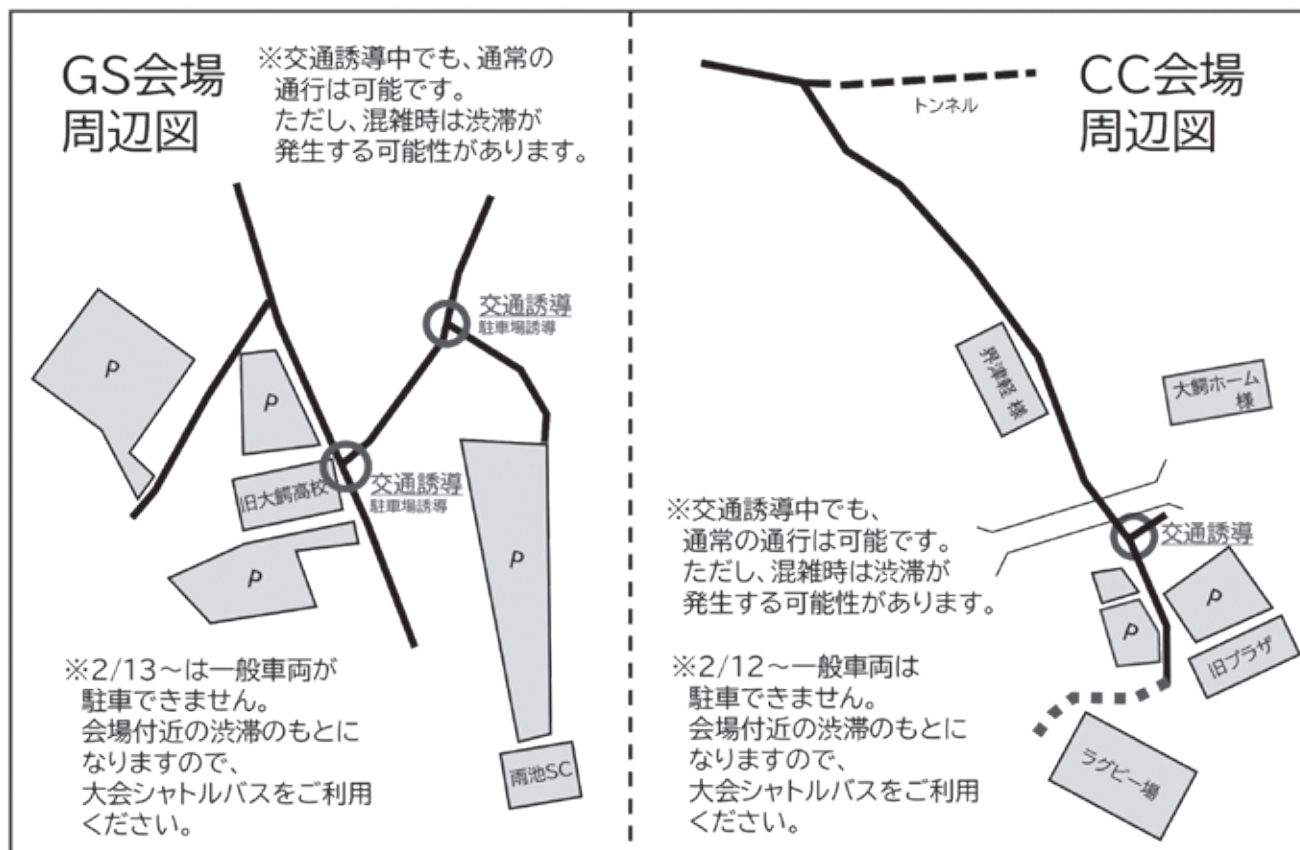 GS会場
周辺図
※交通誘導中でも、通常の
通行は可能です。
ただし、混雑時は渋滞が
発生する可能性があります。
交通誘導
駐車場誘導
P
P
旧大鰐高校
交通誘導
駐車場誘導
P
P
※2/13～は一般車両が
駐車できません。
会場付近の渋滞のもとに
なりますので、
大会シャトルバスをご利用
ください。
雨池SC
CC会場
周辺図
トンネル
界津軽 様
大鰐ホーム
様
※交通誘導中でも、
通常の通行は可能です。
ただし、混雑時は渋滞が
発生する可能性があります。
交通誘導
P
P
旧プラザ
※2/12～一般車両は
駐車できません。
会場付近の渋滞のもとに
なりますので、
大会シャトルバスをご利用
ください。
ラグビー場